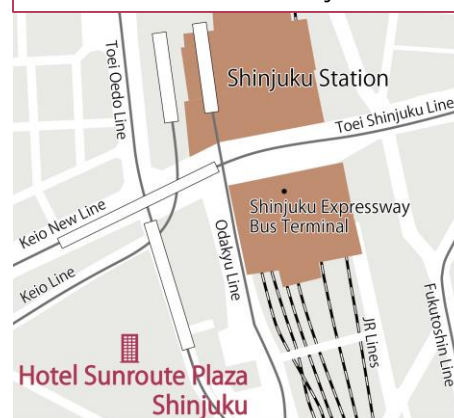 Toei Oedo Line
Shinjuku Station
Toei Shinjuku Line
Keio New Line
Shinjuku Expressway
Bus Terminal
Keio Line
Odakyu Line
JR Lines
Fukutoshin Line
Hotel Sunroute Plaza
Shinjuku